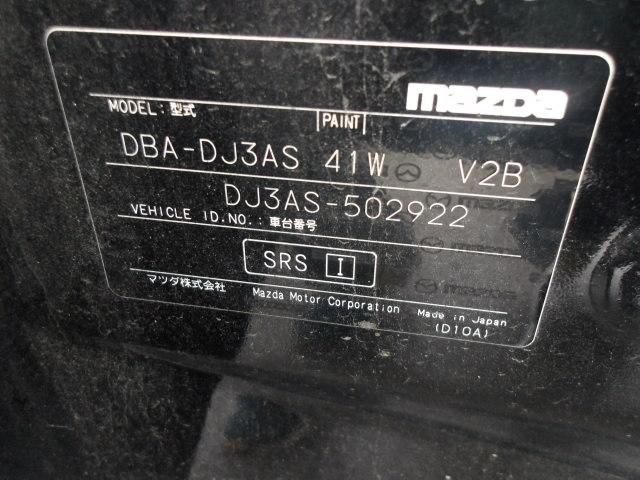 mazda
MODEL:型式 PAINT
DBA-DJ3AS 41W V2B
DJ3AS-502922
VEHICLE ID.NO.:車台番号
SRS I
マツダ株式会社 Mazda Motor Corporation Made in Japan
(D10A)